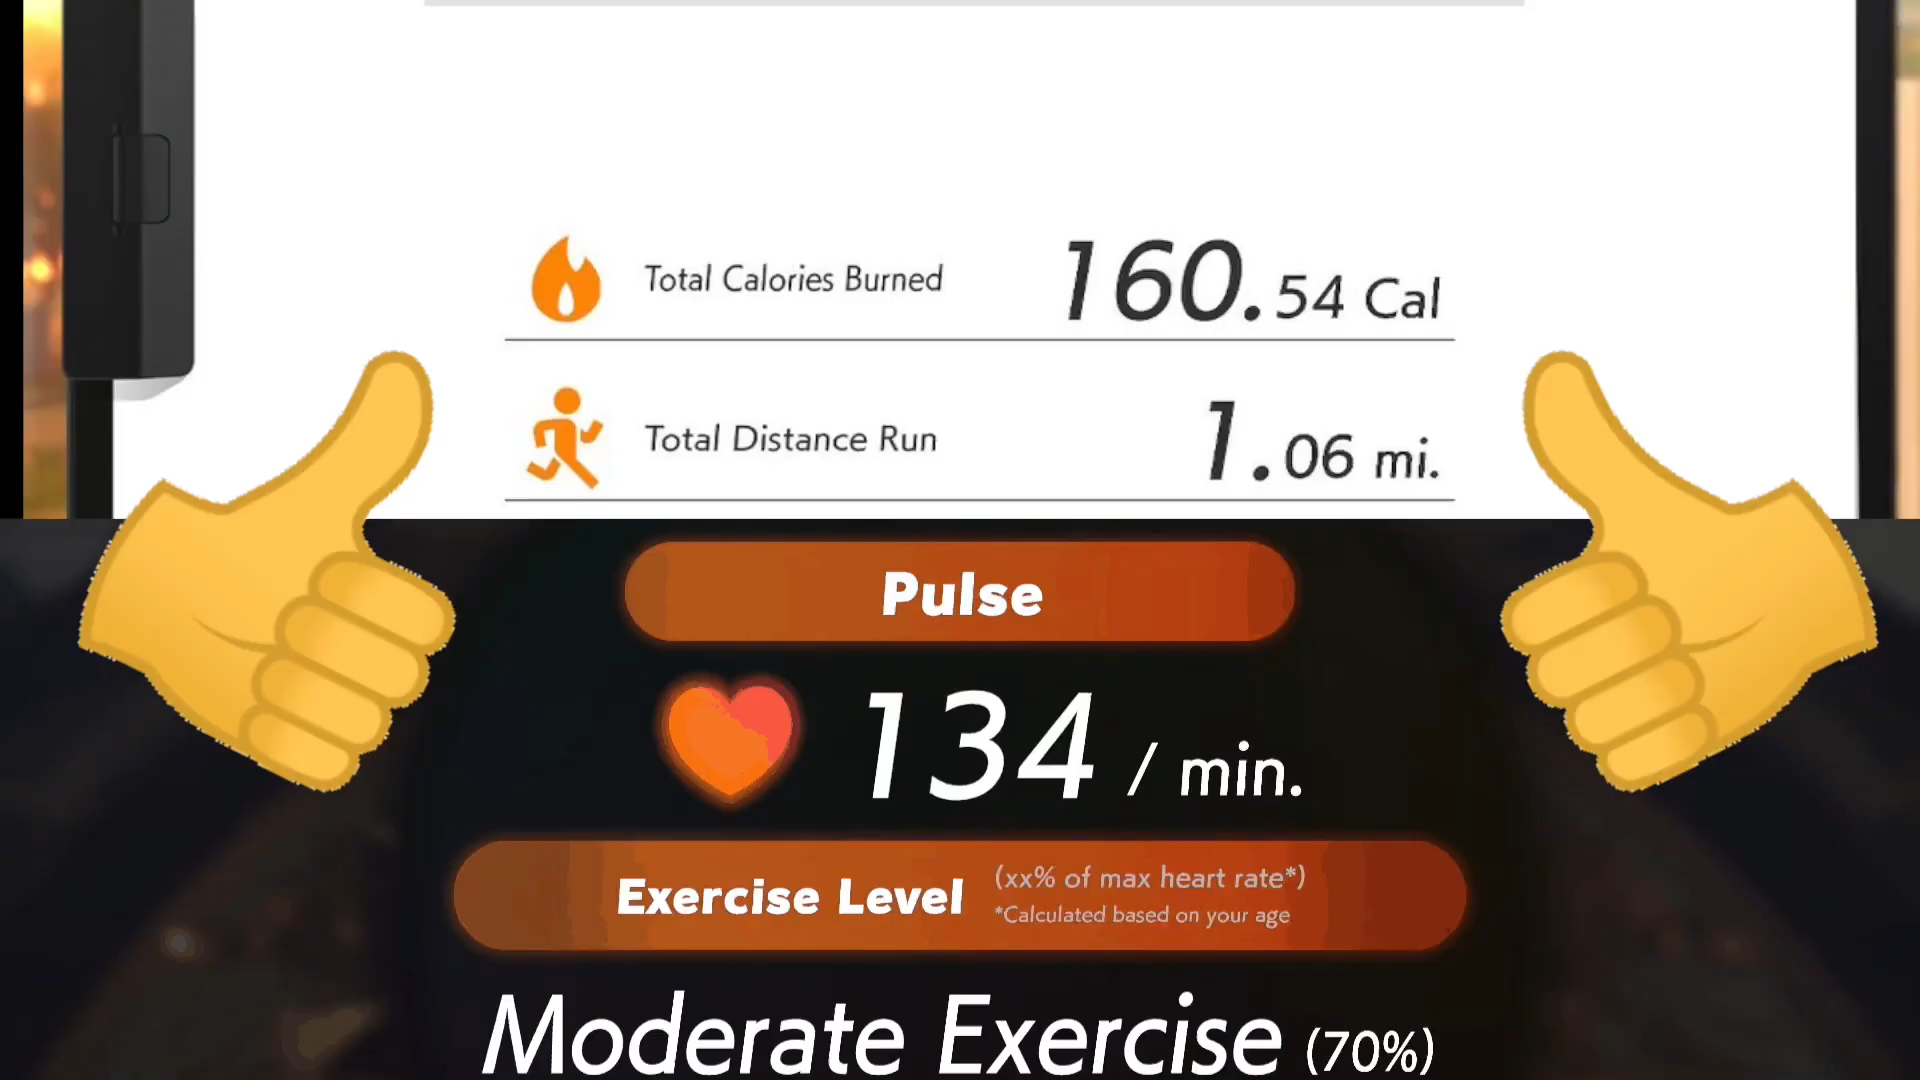 Total Calories Burned 160.54 Cal
Total Distance Run 1.06 mi.
Pulse
134 / min.
Exercise Level (xx% of max heart rate*)
*Calculated based on your age
Moderate Exercise (70%)